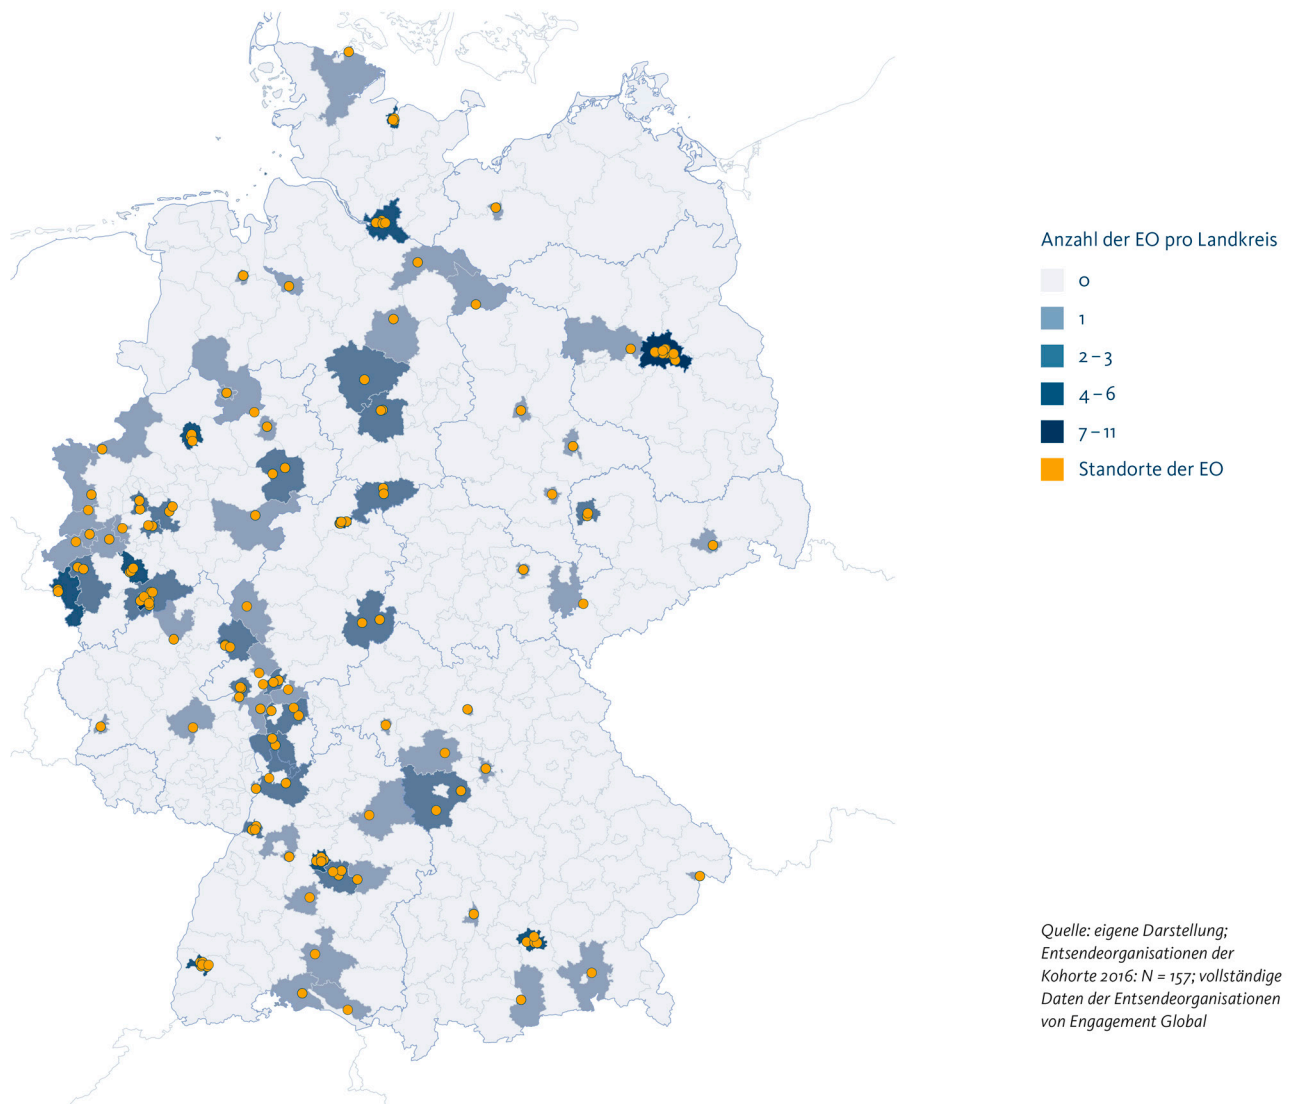 Anzahl der EO pro Landkreis
0
1
2 – 3
4 – 6
7 – 11
Standorte der EO
Quelle: eigene Darstellung;
Entsendeorganisationen der
Kohorte 2016: N = 157; vollständige
Daten der Entsendeorganisationen
von Engagement Global